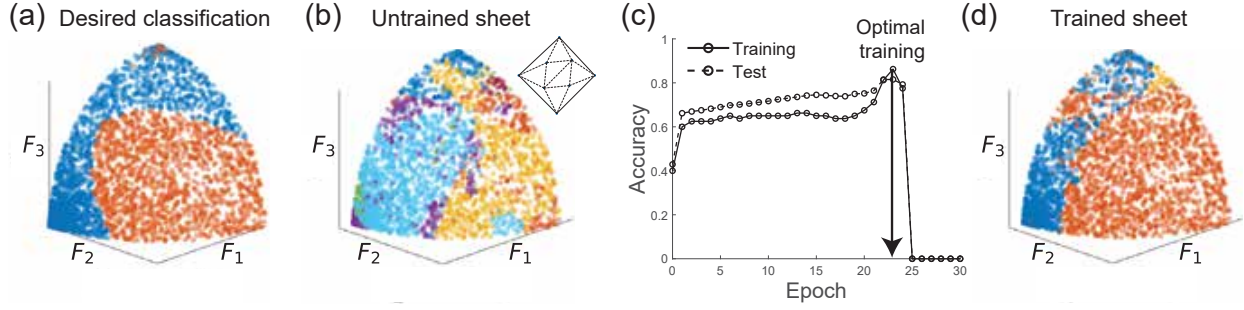 (a) Desired classification
F3
F2
F1
(b) Untrained sheet
F3
F2
F1
(c)
Optimal
training
Training
Test
Accuracy
1
0.8
0.6
0.4
0.2
0
0 5 10 15 20 25 30
Epoch
(d) Trained sheet
F3
F2
F1